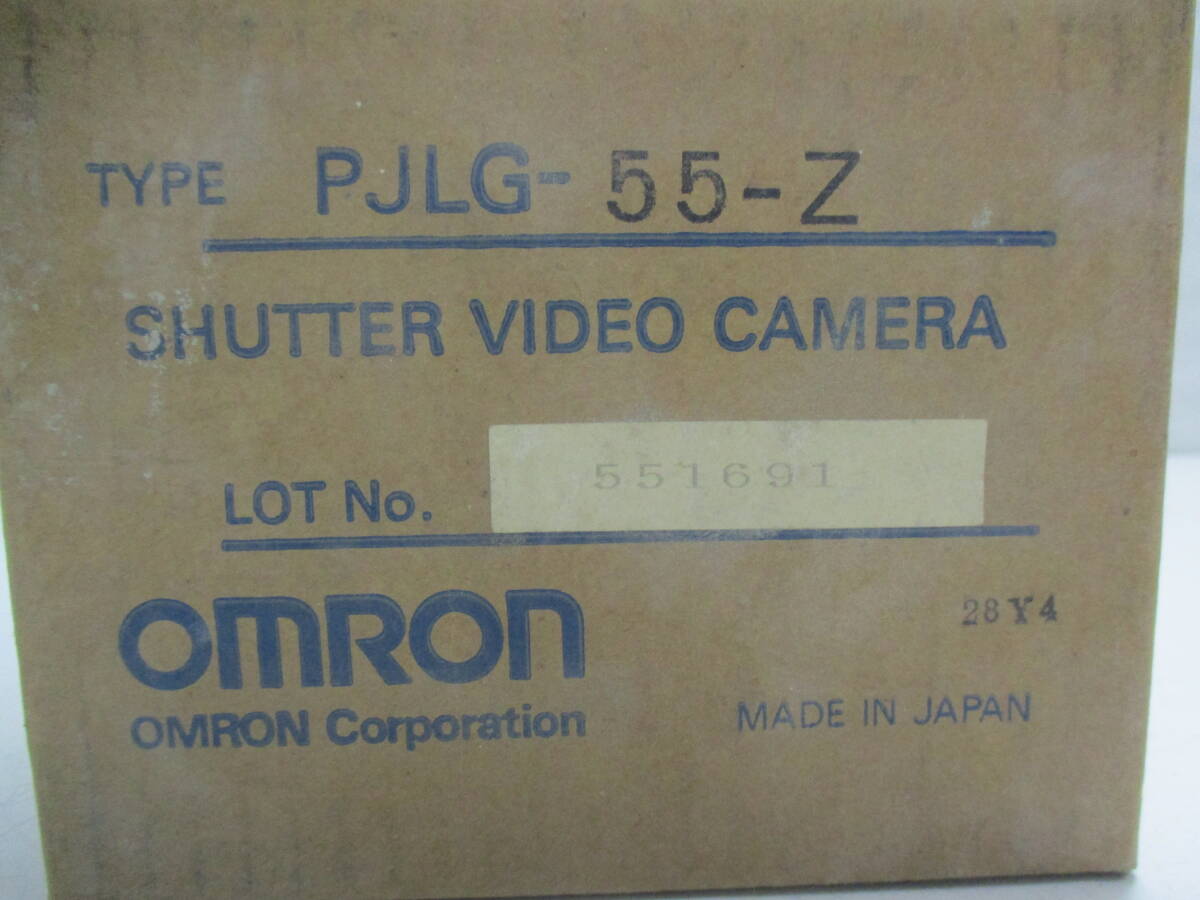 TYPE PJLG-55-Z
SHUTTER VIDEO CAMERA
LOT No. 551691
OMRON
28Y4
OMRON Corporation
MADE IN JAPAN